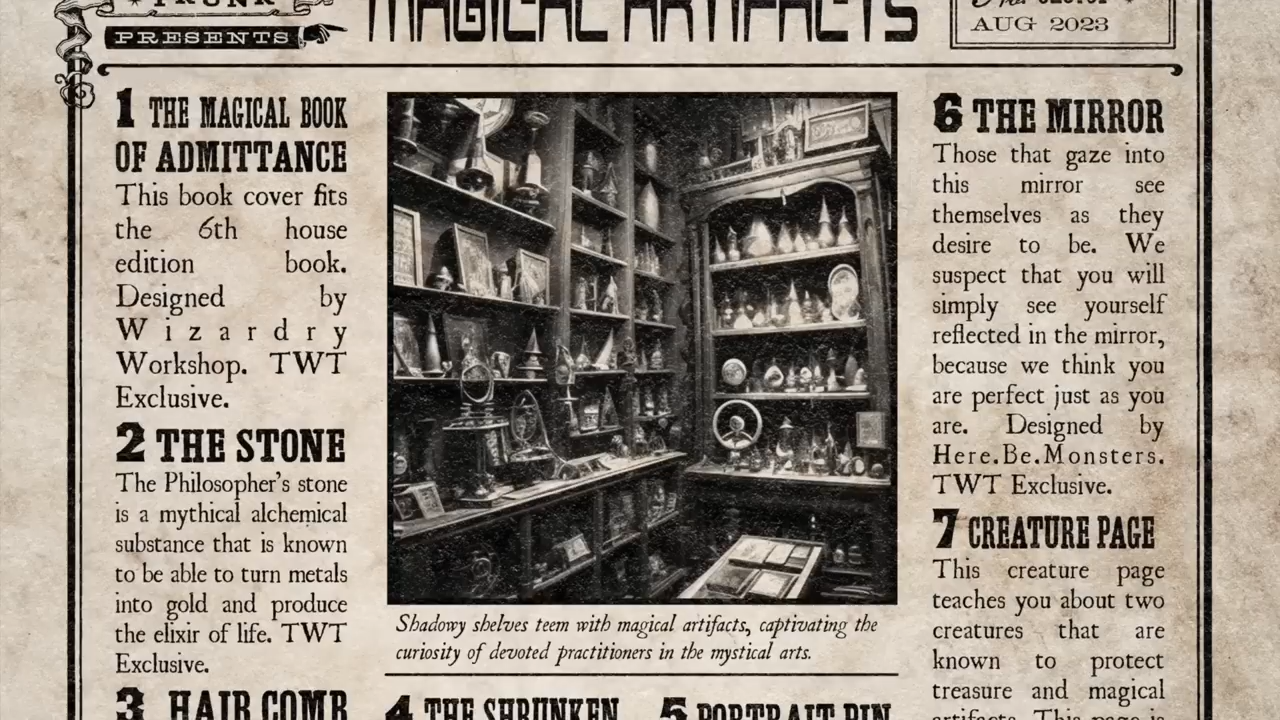 TRUNK
PRESENTS
MAGICAL ARTIFACTS
AUG 2023
1 THE MAGICAL BOOK
OF ADMITTANCE
This book cover fits
the 6th house
edition book.
Designed by
Wizardry
Workshop. TWT
Exclusive.
2 THE STONE
The Philosopher's stone
is a mythical alchemical
substance that is known
to be able to turn metals
into gold and produce
the elixir of life. TWT
Exclusive.
3 HAIR COMB
Shadowy shelves teem with magical artifacts, captivating the
curiosity of devoted practitioners in the mystical arts.
4 THE SHRUNKEN
5 PORTRAIT PIN
6 THE MIRROR
Those that gaze into
this mirror see
themselves as they
desire to be. We
suspect that you will
simply see yourself
reflected in the mirror,
because we think you
are perfect just as you
are. Designed by
Here.Be.Monsters.
TWT Exclusive.
7 CREATURE PAGE
This creature page
teaches you about two
creatures that are
known to protect
treasure and magical
artifacts. This page is